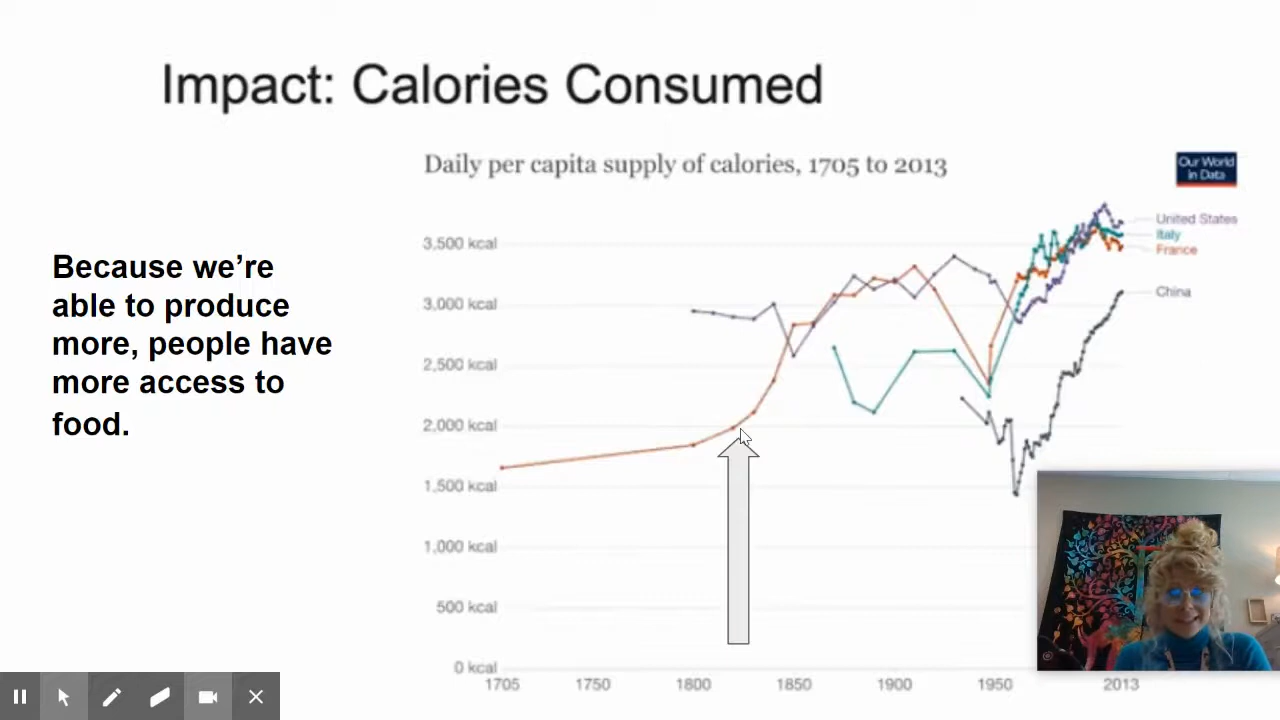 Impact: Calories Consumed
Daily per capita supply of calories, 1705 to 2013
Our World
in Data
Because we're
able to produce
more, people have
more access to
food.
3,500 kcal
3,000 kcal
2,500 kcal
2,000 kcal
1,500 kcal
1,000 kcal
500 kcal
0 kcal
United States
Italy
France
China
1705 1750 1800 1850 1900 1950 2013